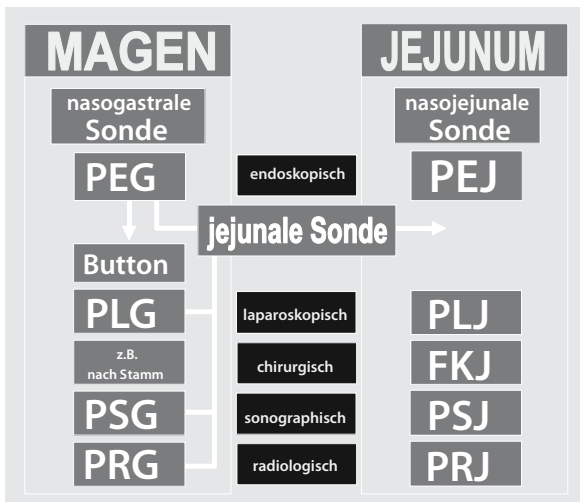 MAGEN JEJUNUM
nasogastrale nasojejunale
Sonde Sonde
PEG endoskopisch PEJ
jejunale Sonde
Button
PLG laparoskopisch PLJ
z.B.
nach Stamm chirurgisch FKJ
PSG sonographisch PSJ
PRG radiologisch PRJ